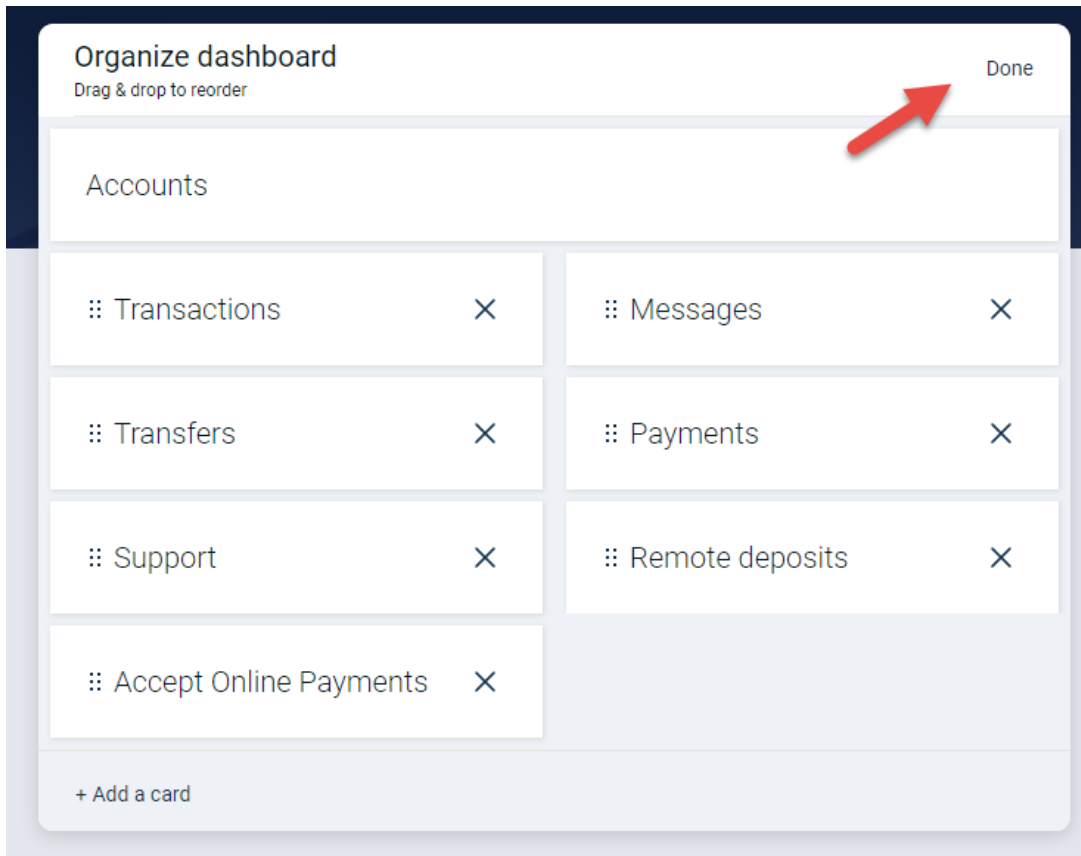 Organize dashboard
Done
Drag & drop to reorder
Accounts
Transactions
Messages
Transfers
Payments
Support
Remote deposits
Accept Online Payments
+ Add a card